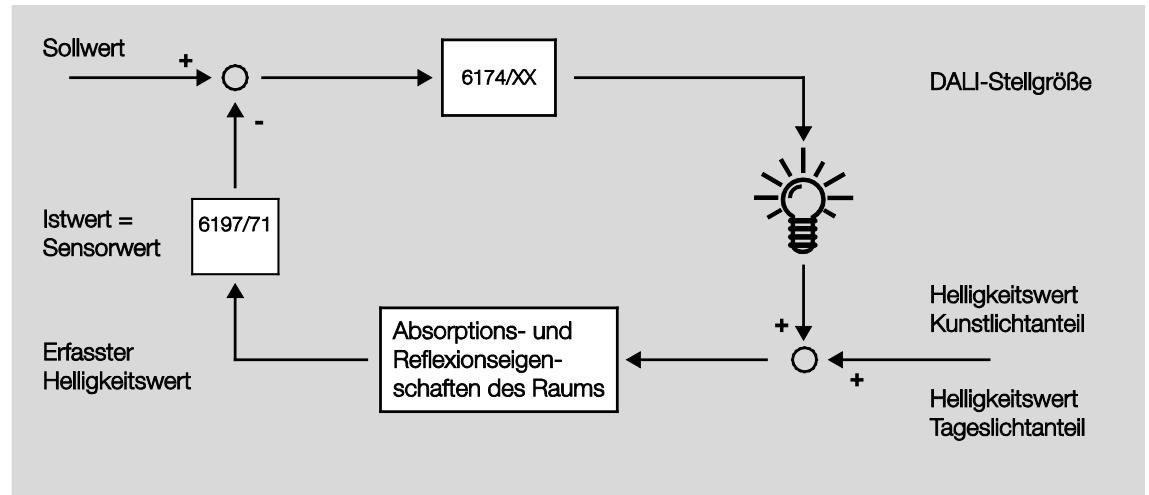 Sollwert
+
-
6174/XX
DALI-Stellgröße
Istwert =
Sensorwert
6197/71
Helligkeitswert
Kunstlichtanteil
+
+
Absorptions- und
Reflexionseigen-
schaften des Raums
Erfasster
Helligkeitswert
Helligkeitswert
Tageslichtanteil